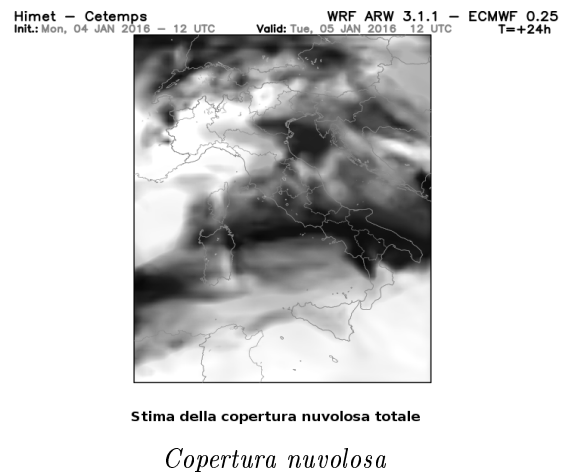 Himet – Cetemps WRF ARW 3.1.1 – ECMWF 0.25
Init.: Mon, 04 JAN 2016 – 12 UTC Valid: Tue, 05 JAN 2016 12 UTC T=+24h
Stima della copertura nuvolosa totale
Copertura nuvolosa